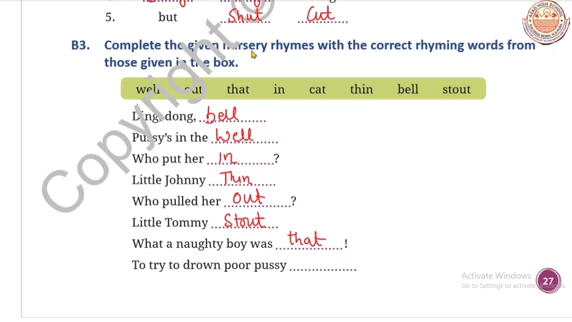 5. but Shut Cut
B3. Complete the given nursery rhymes with the correct rhyming words from
those given in the box.
well out that in cat thin bell stout
Ding, dong, bell
Pussy's in the well
Who put her in ?
Little Johnny Thin
Who pulled her out ?
Little Tommy Stout
What a naughty boy was that !
To try to drown poor pussy
Copyright ©
Activate Windows
Go to Settings to activate
27